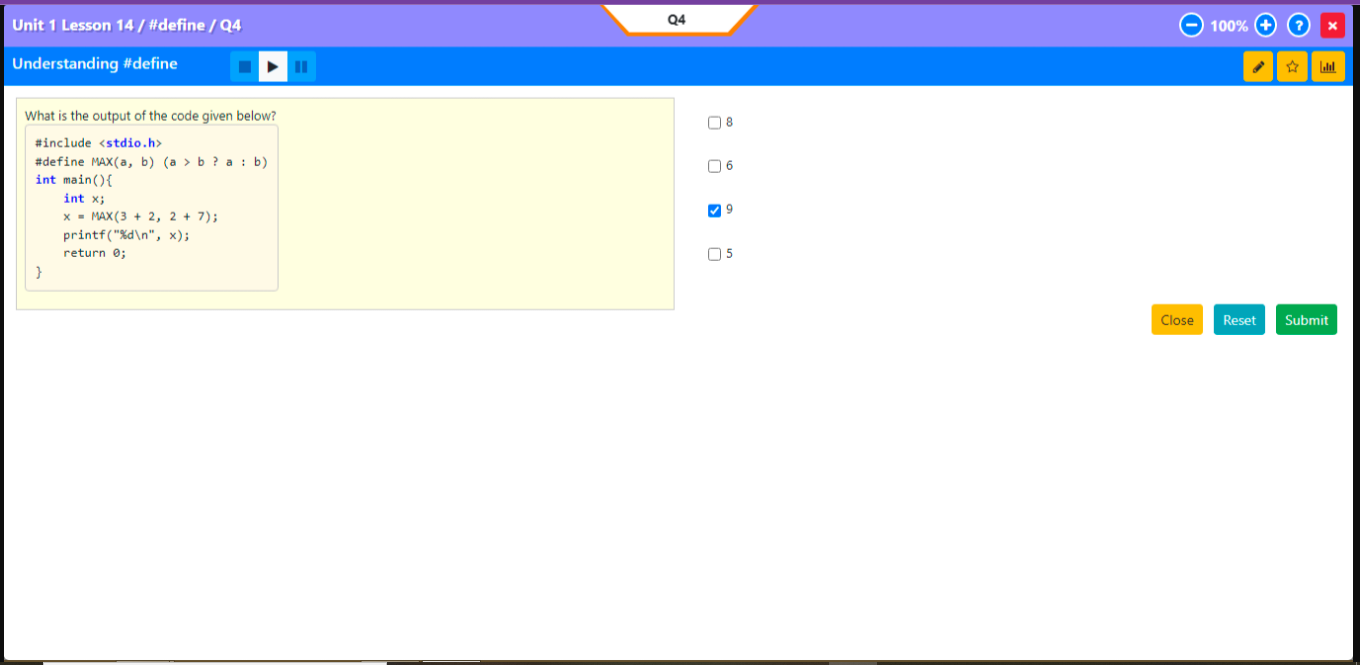 Unit 1 Lesson 14 / #define / Q4
Q4
100%
?
Understanding #define
What is the output of the code given below?
#include <stdio.h>
#define MAX(a, b) (a > b ? a : b)
int main(){
    int x;
    x = MAX(3 + 2, 2 + 7);
    printf("%d\n", x);
    return 0;
}
8
6
9
5
Close Reset Submit